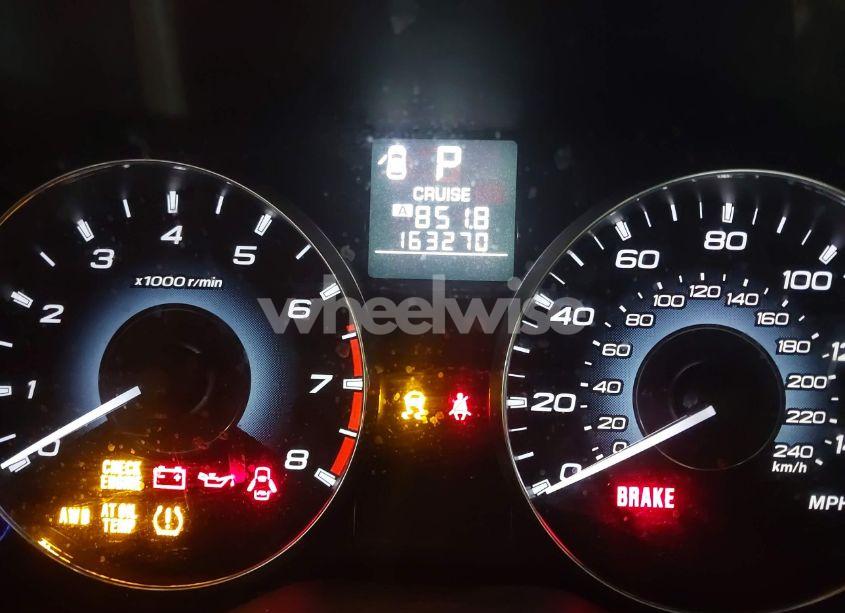 P
CRUISE
A 851.8
163270
0 1 2 3 4 5 6 7 8
x1000 r/min
CHECK ENGINE
AWD
AT OIL TEMP
0 20 40 60 80 100
0 20 40 60 80 100 120 140 160 180 200 220 240
km/h
BRAKE
MPH
wheelwise